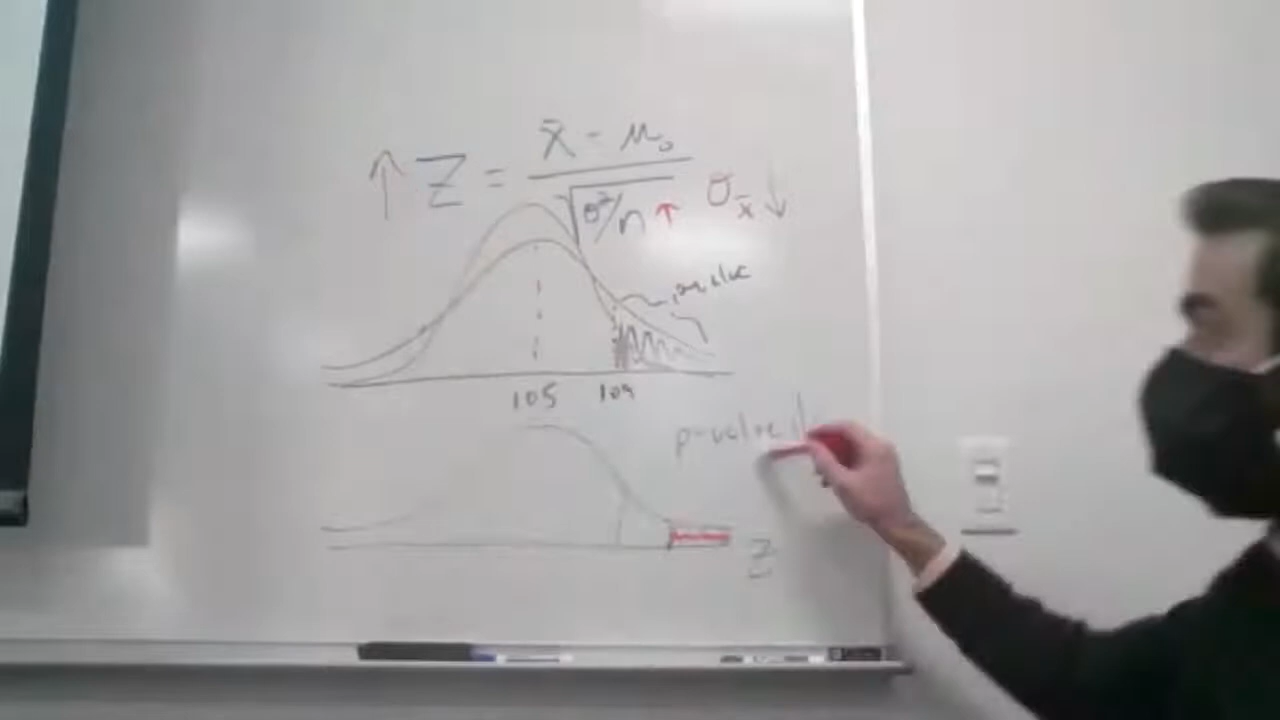 ↑ Z = x̄ - μ₀ / √σ²/n ↑ σx̄ ↓
p-value
105 109
p-value ↓
Z